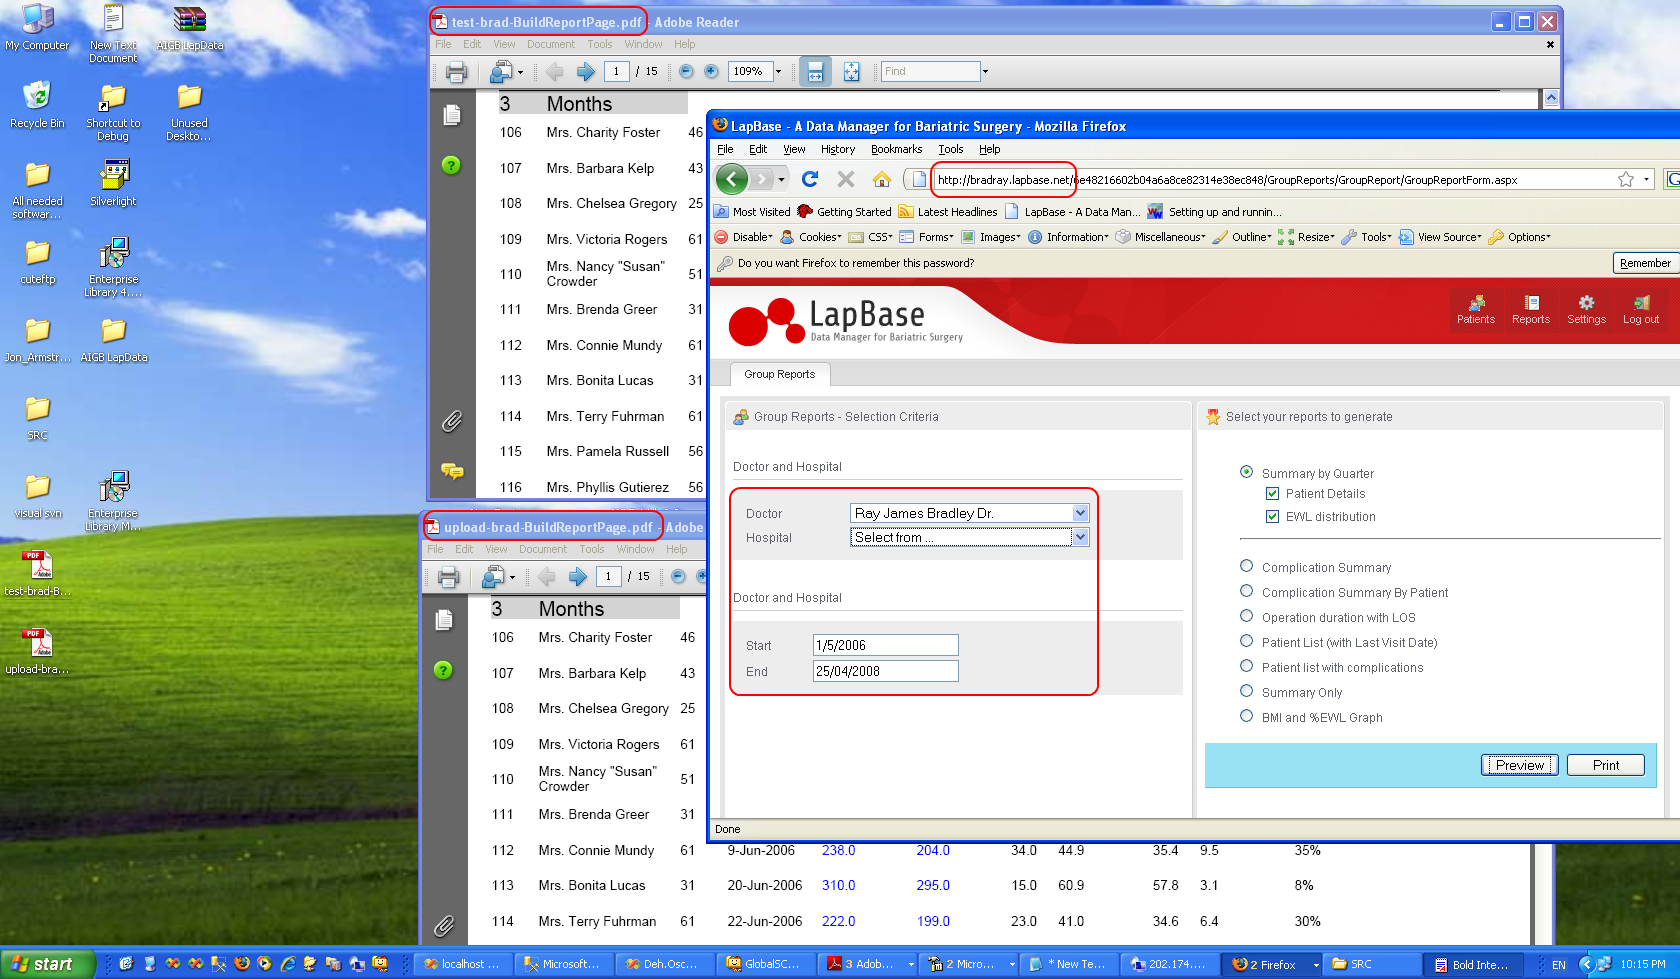 My Computer
New Text
Document
AIGB LapData
Recycle Bin
Shortcut to
Debug
Unused
Deskto...
All needed
softwar...
Silverlight
cuteftp
Enterprise
Library 4....
Jon_Armstr...
AIGB LapData
SRC
visual svn
Enterprise
Library M...
test-brad-B...
upload-bra...
test-brad-BuildReportPage.pdf - Adobe Reader
File Edit View Document Tools Window Help
1 / 15 109% Find
3 Months
106 Mrs. Charity Foster 46
107 Mrs. Barbara Kelp 43
108 Mrs. Chelsea Gregory 25
109 Mrs. Victoria Rogers 61
110 Mrs. Nancy "Susan"
Crowder 51
111 Mrs. Brenda Greer 31
112 Mrs. Connie Mundy 61
113 Mrs. Bonita Lucas 31
114 Mrs. Terry Fuhrman 61
115 Mrs. Pamela Russell 56
116 Mrs. Phyllis Gutierez 56
upload-brad-BuildReportPage.pdf - Adobe
File Edit View Document Tools Window Help
1 / 15
3 Months
106 Mrs. Charity Foster 46
107 Mrs. Barbara Kelp 43
108 Mrs. Chelsea Gregory 25
109 Mrs. Victoria Rogers 61
110 Mrs. Nancy "Susan"
Crowder 51
111 Mrs. Brenda Greer 31
112 Mrs. Connie Mundy 61 9-Jun-2006 238.0 204.0 34.0 44.9 35.4 9.5 35%
113 Mrs. Bonita Lucas 31 20-Jun-2006 310.0 295.0 15.0 60.9 57.8 3.1 8%
114 Mrs. Terry Fuhrman 61 22-Jun-2006 222.0 199.0 23.0 41.0 34.6 6.4 30%
LapBase - A Data Manager for Bariatric Surgery - Mozilla Firefox
File Edit View History Bookmarks Tools Help
http://bradray.lapbase.net/6e48216602b04a6a8ce82314e38ec848/GroupReports/GroupReport/GroupReportForm.aspx
Most Visited Getting Started Latest Headlines LapBase - A Data Man... Setting up and runnin...
Disable Cookies CSS Forms Images Information Miscellaneous Outline Resize Tools View Source Options
Do you want Firefox to remember this password? Remember
LapBase
Data Manager for Bariatric Surgery
Patients Reports Settings Log out
Group Reports
Group Reports - Selection Criteria
Doctor and Hospital
Doctor Ray James Bradley Dr.
Hospital Select from ...
Doctor and Hospital
Start 1/5/2006
End 25/04/2008
Select your reports to generate
Summary by Quarter
Patient Details
EWL distribution
Complication Summary
Complication Summary By Patient
Operation duration with LOS
Patient List (with Last Visit Date)
Patient list with complications
Summary Only
BMI and %EWL Graph
Preview Print
Done
start localhost ... Microsoft... Deh.Osc... GlobalSC... 3 Adob... 2 Micro... * New Te... 202.174.... 2 Firefox SRC Bold Inte... EN 10:15 PM